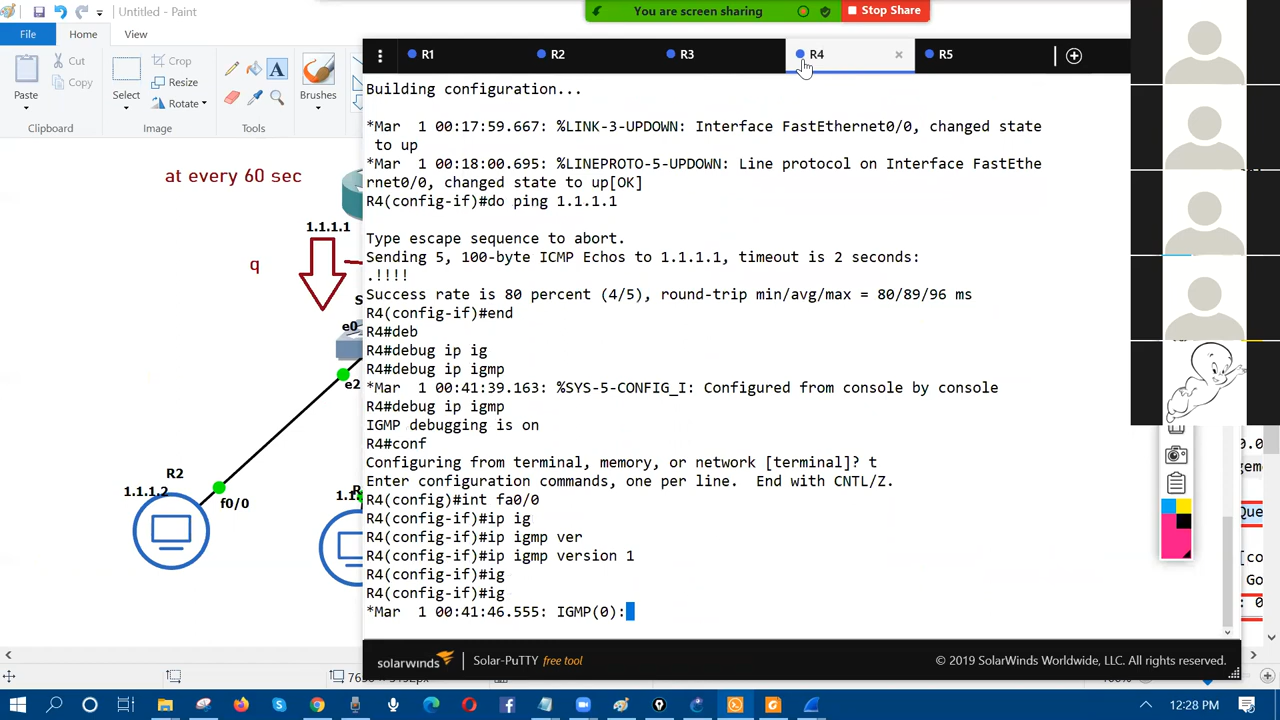 Untitled - Paint
You are screen sharing
Stop Share
File
Home
View
R1
R2
R3
R4
R5
Paste
Cut
Copy
Clipboard
Select
Crop
Resize
Rotate
Image
A
Tools
Brushes
at every 60 sec
1.1.1.1
q
e0
e2
R2
1.1.1.2
f0/0
Building configuration...
*Mar  1 00:17:59.667: %LINK-3-UPDOWN: Interface FastEthernet0/0, changed state
 to up
*Mar  1 00:18:00.695: %LINEPROTO-5-UPDOWN: Line protocol on Interface FastEthe
rnet0/0, changed state to up[OK]
R4(config-if)#do ping 1.1.1.1
Type escape sequence to abort.
Sending 5, 100-byte ICMP Echos to 1.1.1.1, timeout is 2 seconds:
.!!!!
Success rate is 80 percent (4/5), round-trip min/avg/max = 80/89/96 ms
R4(config-if)#end
R4#deb
R4#debug ip ig
R4#debug ip igmp
*Mar  1 00:41:39.163: %SYS-5-CONFIG_I: Configured from console by console
R4#debug ip igmp
IGMP debugging is on
R4#conf
Configuring from terminal, memory, or network [terminal]? t
Enter configuration commands, one per line.  End with CNTL/Z.
R4(config)#int fa0/0
R4(config-if)#ip ig
R4(config-if)#ip igmp ver
R4(config-if)#ip igmp version 1
R4(config-if)#ig
R4(config-if)#ig
*Mar  1 00:41:46.555: IGMP(0):
solarwinds
Solar-PuTTY free tool
© 2019 SolarWinds Worldwide, LLC. All rights reserved.
12:28 PM